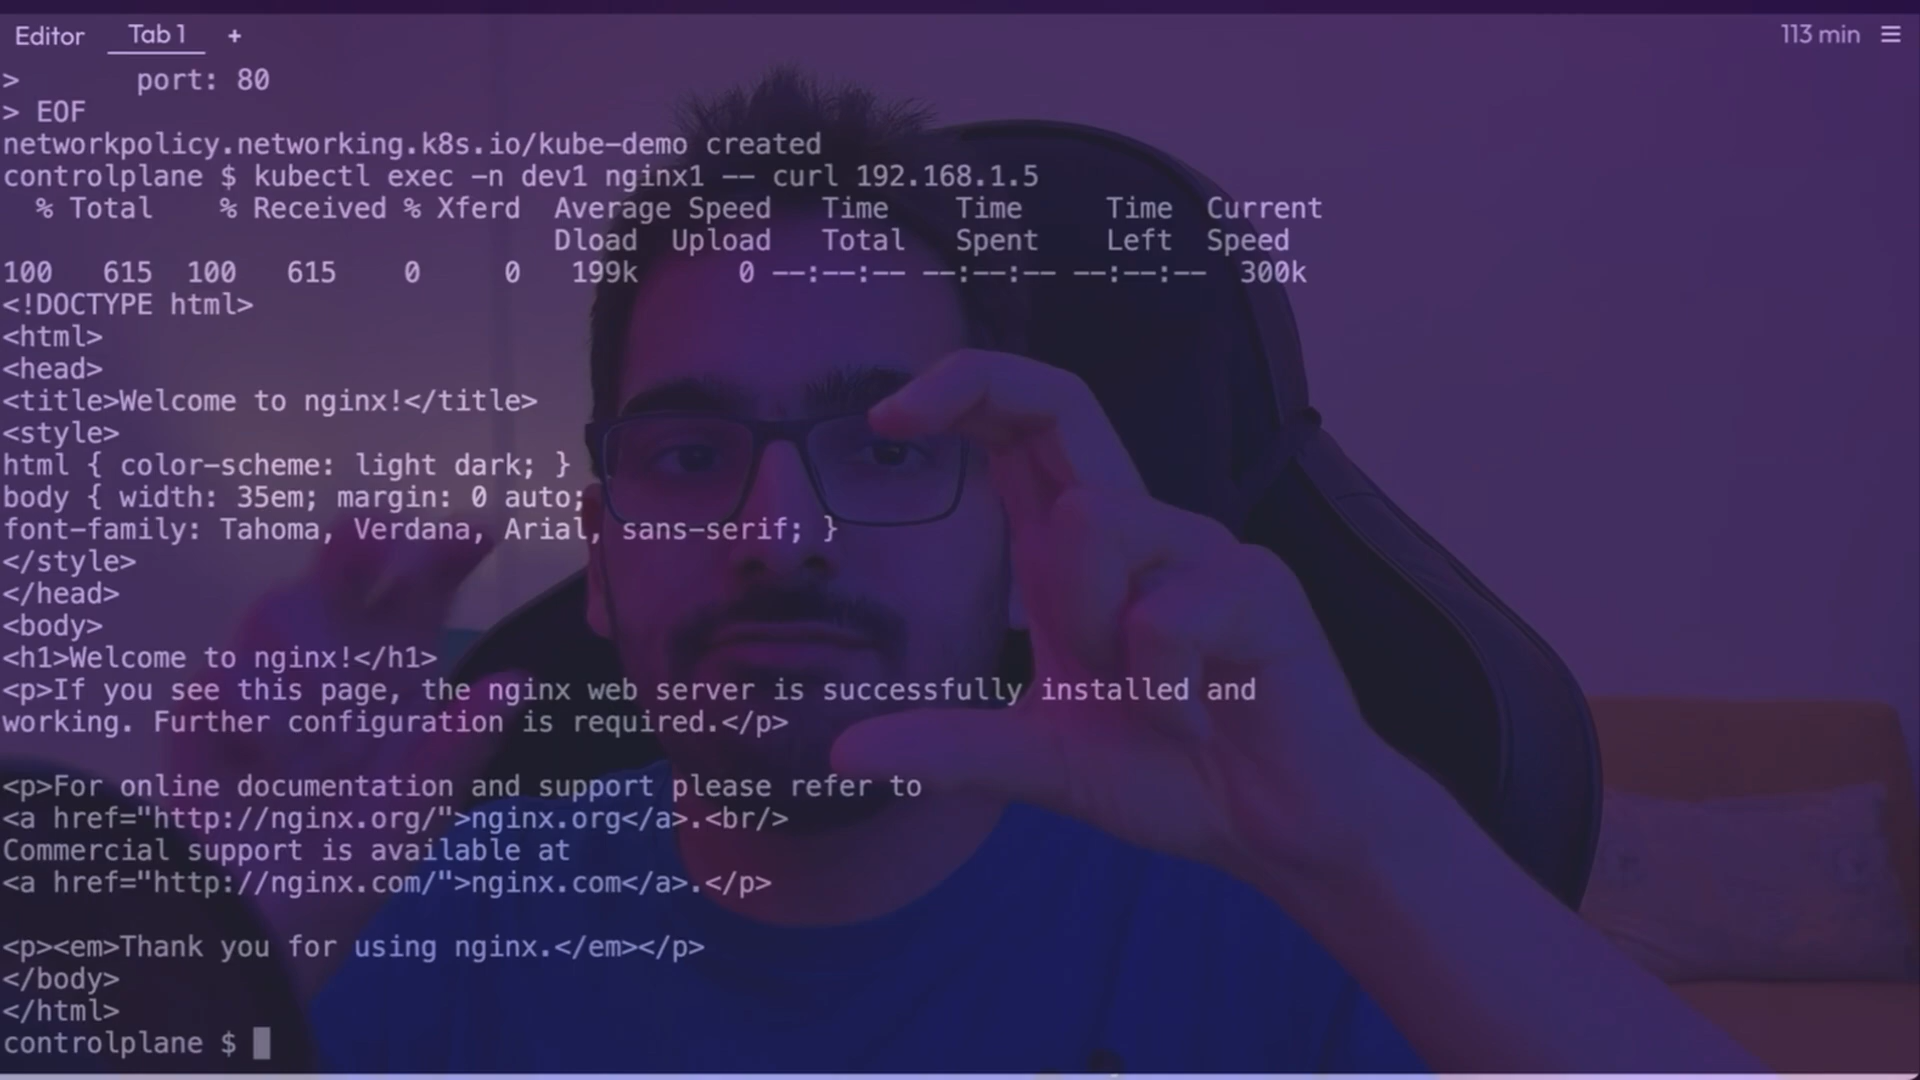 Editor Tab 1 + 113 min ☰
> port: 80
> EOF
networkpolicy.networking.k8s.io/kube-demo created
controlplane $ kubectl exec -n dev1 nginx1 -- curl 192.168.1.5
% Total % Received % Xferd Average Speed Time Time Time Current
Dload Upload Total Spent Left Speed
100 615 100 615 0 0 199k 0 --:--:-- --:--:-- --:--:-- 300k
<!DOCTYPE html>
<html>
<head>
<title>Welcome to nginx!</title>
<style>
html { color-scheme: light dark; }
body { width: 35em; margin: 0 auto;
font-family: Tahoma, Verdana, Arial, sans-serif; }
</style>
</head>
<body>
<h1>Welcome to nginx!</h1>
<p>If you see this page, the nginx web server is successfully installed and
working. Further configuration is required.</p>
<p>For online documentation and support please refer to
<a href="http://nginx.org/">nginx.org</a>.<br/>
Commercial support is available at
<a href="http://nginx.com/">nginx.com</a>.</p>
<p><em>Thank you for using nginx.</em></p>
</body>
</html>
controlplane $